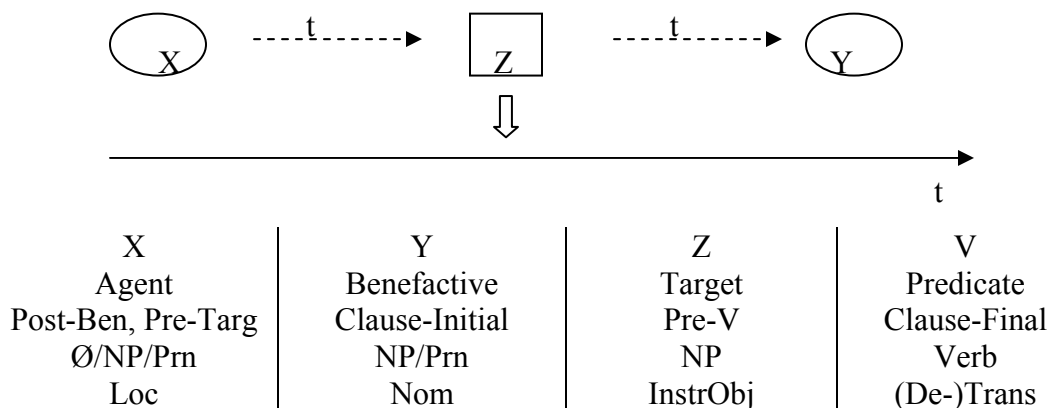 t t
X Z Y
t
X Y Z V
Agent Benefactive Target Predicate
Post-Ben, Pre-Targ Clause-Initial Pre-V Clause-Final
Ø/NP/Prn NP/Prn NP Verb
Loc Nom InstrObj (De-)Trans